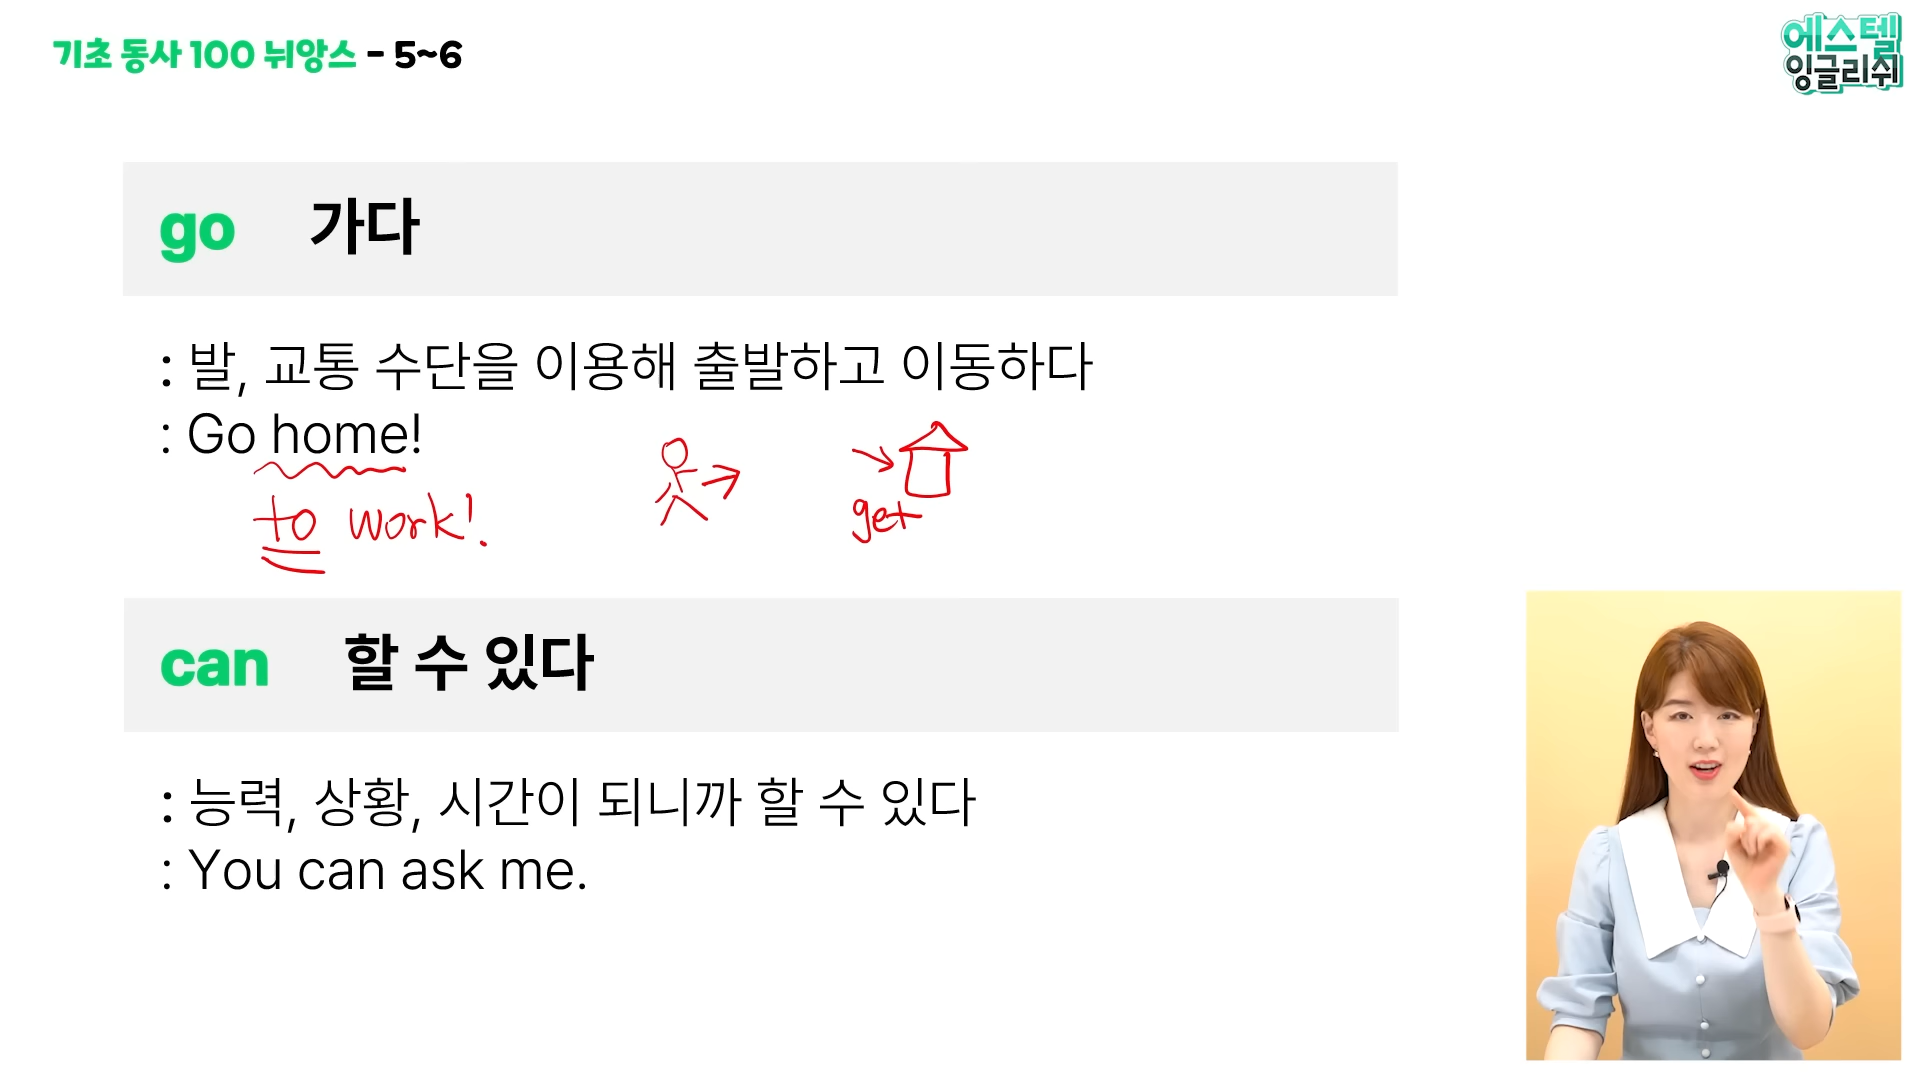 기초 동사 100 뉘앙스 - 5~6
에스텔
잉글리쉬
go 가다
: 발, 교통 수단을 이용해 출발하고 이동하다
: Go home!
to work!
get
can 할 수 있다
: 능력, 상황, 시간이 되니까 할 수 있다
: You can ask me.